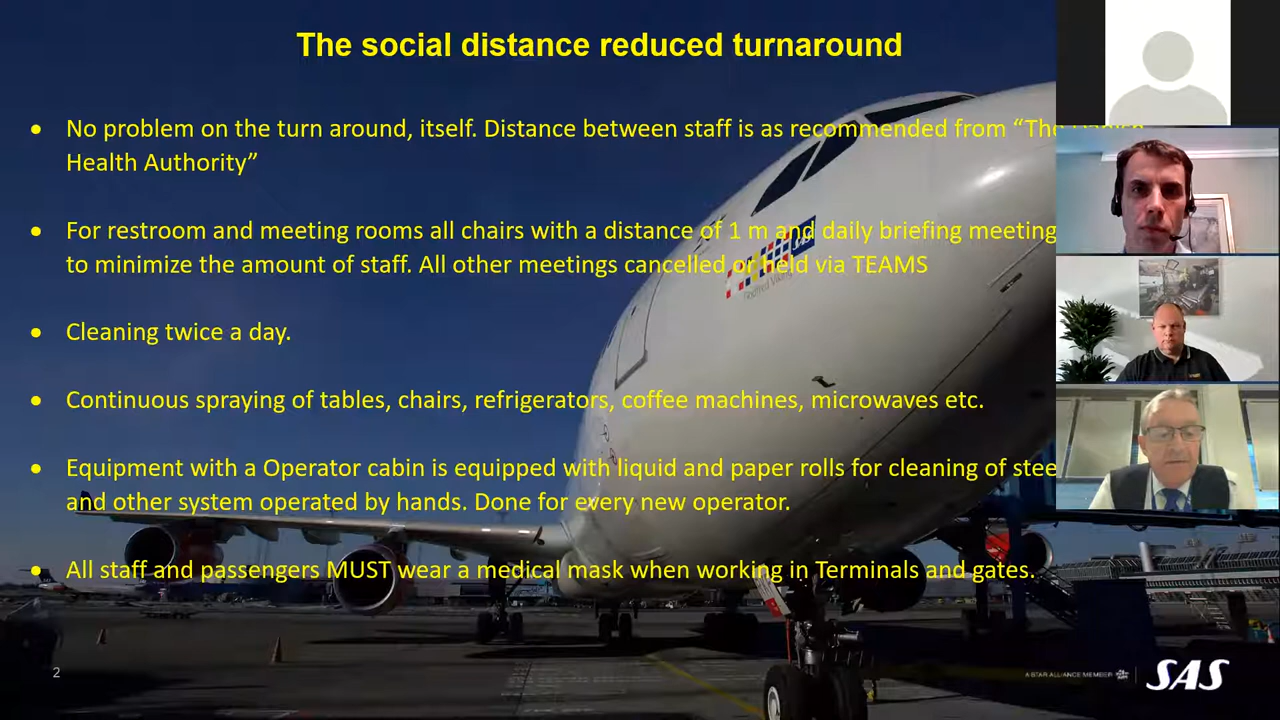 The social distance reduced turnaround
● No problem on the turn around, itself. Distance between staff is as recommended from “The Danish
Health Authority”
● For restroom and meeting rooms all chairs with a distance of 1 m and daily briefing meeting
to minimize the amount of staff. All other meetings cancelled or held via TEAMS
● Cleaning twice a day.
● Continuous spraying of tables, chairs, refrigerators, coffee machines, microwaves etc.
● Equipment with a Operator cabin is equipped with liquid and paper rolls for cleaning of stee
and other system operated by hands. Done for every new operator.
● All staff and passengers MUST wear a medical mask when working in Terminals and gates.
2
A STAR ALLIANCE MEMBER
SAS